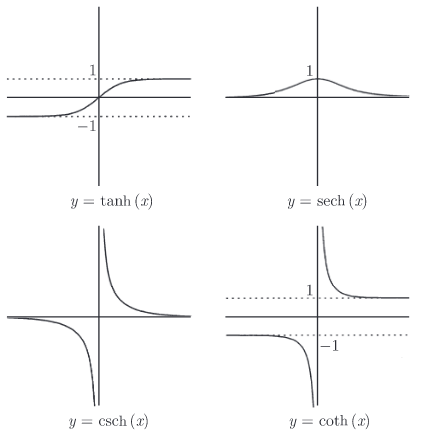 1
−1
y = tanh (x)
1
y = sech (x)
y = csch (x)
1
−1
y = coth (x)